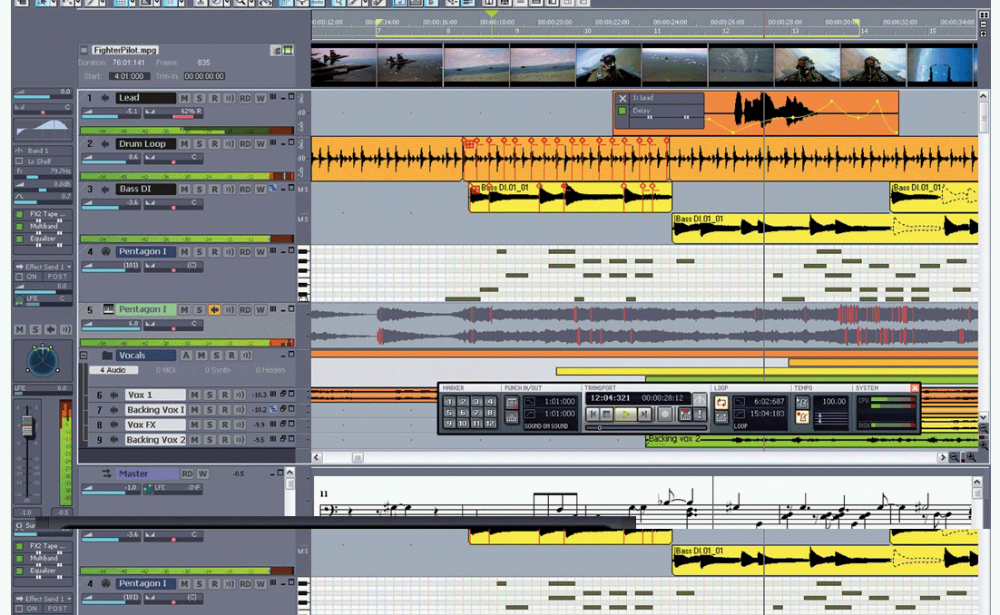 00:00:12:00 00:00:14:00 00:00:16:00 00:00:18:00 00:00:20:00 00:00:22:00 00:00:24:00 00:00:26:00 00:00:28:00 00:00:30:00 00:00:32:00 00:00:34:00
7 8 9 10 11 12 13 14 15
FighterPilot.mpg
Duration: 76:01:141 Frame: 835
Start: 4:01:000 Trim-In: 00:00:00:00
0.0
C
Band 1
Lo Shelf
Fr 79.7Hz
0.0dB
0.7
FX2 Tape ...
Multiband
Equalizer
Effect Send 1
ON POST
0.0
LFE C
M S
LFE
0.0
-1.0 -0.5
1 Lead M S R RD W
-5.1 62% R
1: Lead
Delay
2 Drum Loop M S R RD W
0.6 C
3 Bass DI M S R RD W
-3.6 C
M S
M S
Bass DI.01_01
Bass DI.01_01
Bass DI.01_01
4 Pentagon I M S R RD W
(101) (C)
5 Pentagon I M S RD W
6.0 C
Vocals A M S R
4 Audio 0 MIDI 0 Synth 0 Hidden
6 Vox 1 M S R -10.3
7 Backing Vox 1 M S R -10.2
8 Vox FX M S R -9.9
9 Backing Vox 2 M S R -9.5
MARKER PUNCH IN/OUT TRANSPORT LOOP TEMPO SYSTEM
1 2 3 4
5 6 7 8
9 10 11 12
1:01:000
1:01:000
SOUND ON SOUND
12:04:321 00:00:28:12
6:02:687
15:04:183
LOOP
100.00
4
4
CPU
DISK
Backing vox 2
Master RD W -0.5
-1.0 LFE -INF
11
Sur
FX2 Tape ...
Multiband
Equalizer
Effect Send 1
ON POST
-3.6 C
M S
Bass DI.01_01
4 Pentagon I M S R RD W
(101) (C)